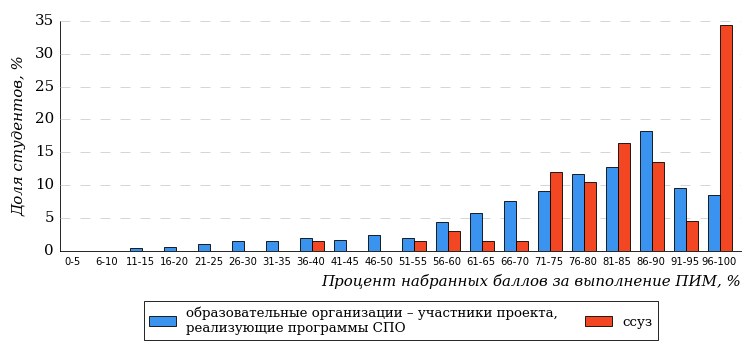 Доля студентов, %
35
30
25
20
15
10
5
0
0-5 6-10 11-15 16-20 21-25 26-30 31-35 36-40 41-45 46-50 51-55 56-60 61-65 66-70 71-75 76-80 81-85 86-90 91-95 96-100
Процент набранных баллов за выполнение ПИМ, %
образовательные организации – участники проекта,
реализующие программы СПО
ссуз